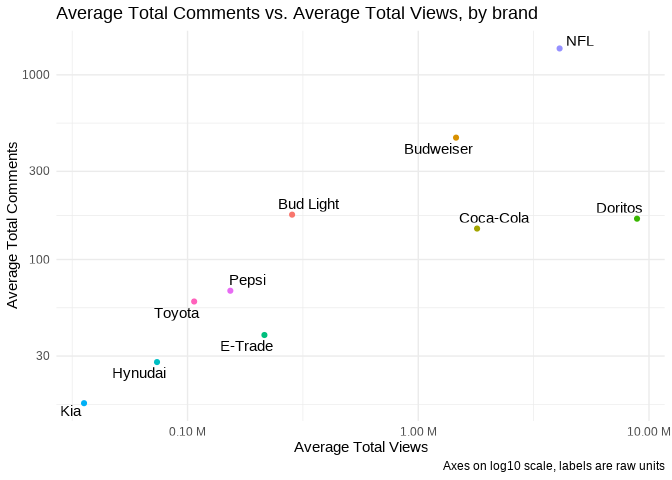 Average Total Comments vs. Average Total Views, by brand
Average Total Comments
1000
300
100
30
NFL
Budweiser
Bud Light
Doritos
Coca-Cola
Pepsi
Toyota
E-Trade
Hynudai
Kia
0.10 M
1.00 M
10.00 M
Average Total Views
Axes on log10 scale, labels are raw units